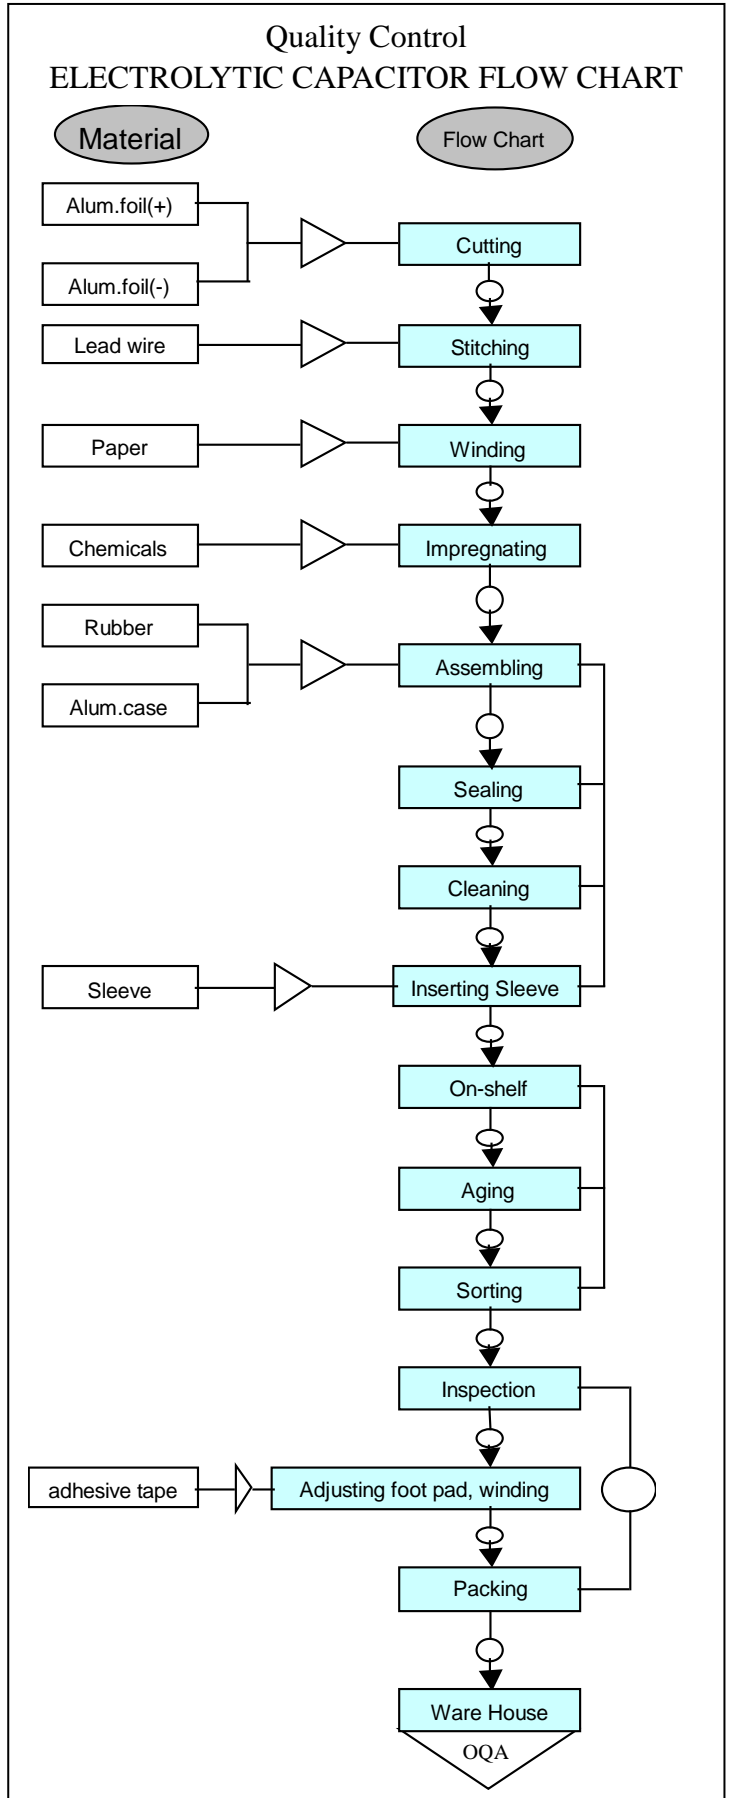 Quality Control
ELECTROLYTIC CAPACITOR FLOW CHART
Material
Flow Chart
Alum.foil(+)
Cutting
Alum.foil(-)
Lead wire
Stitching
Paper
Winding
Chemicals
Impregnating
Rubber
Assembling
Alum.case
Sealing
Cleaning
Sleeve
Inserting Sleeve
On-shelf
Aging
Sorting
Inspection
adhesive tape
Adjusting foot pad, winding
Packing
Ware House
OQA